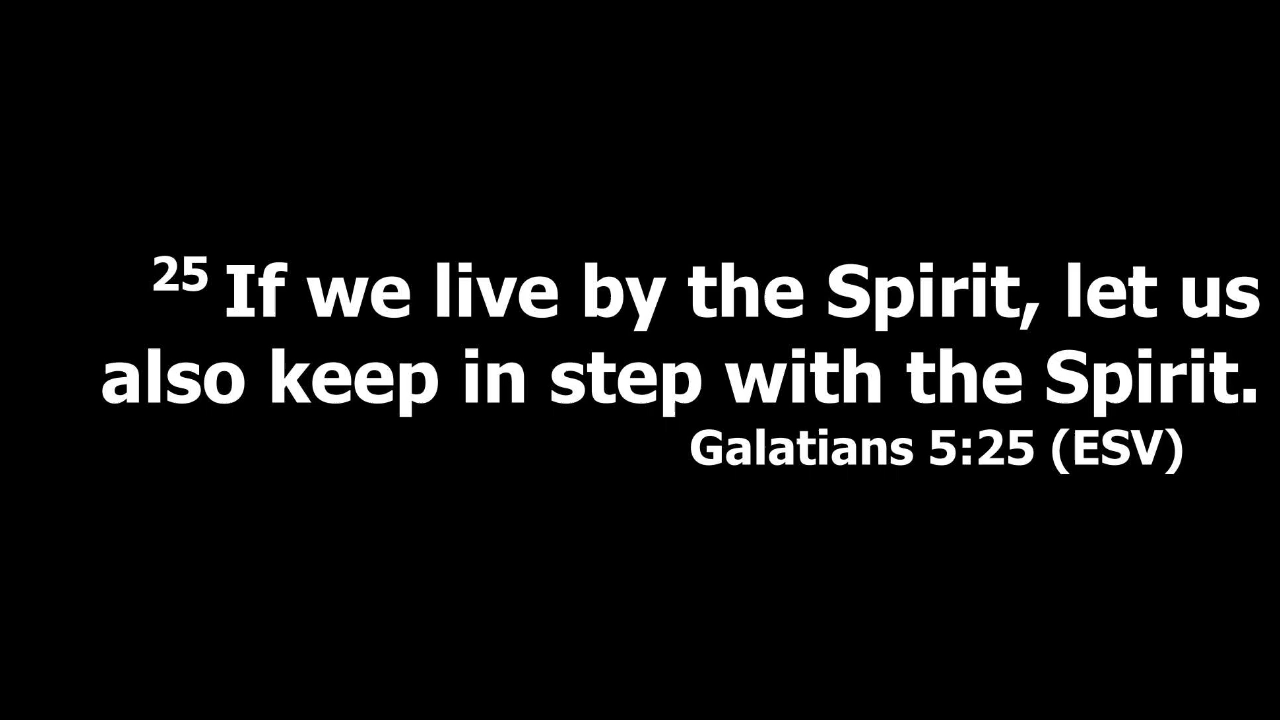 25 If we live by the Spirit, let us
also keep in step with the Spirit.
Galatians 5:25 (ESV)